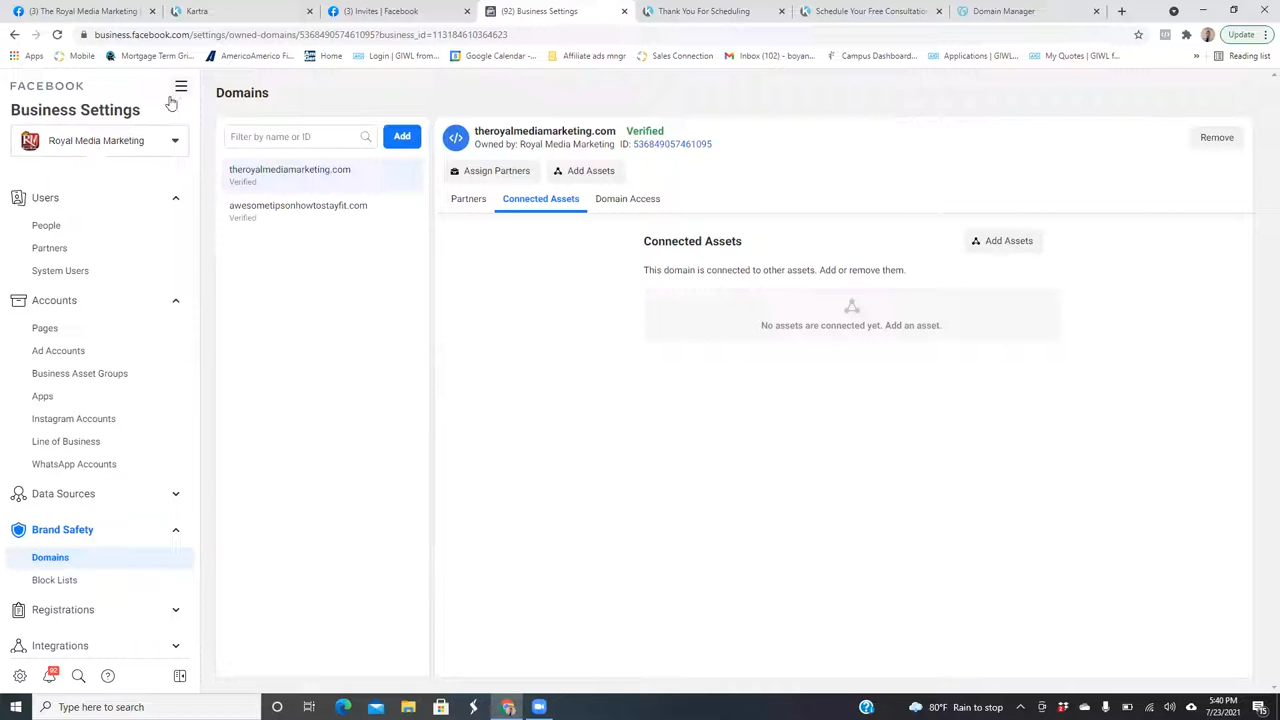 (3) The Royal Media Marketing
Kartra
(3) Invites | Facebook
(92) Business Settings
Thank You For Scheduling
Schedule Your Free Consultation
Domain Manager
business.facebook.com/settings/owned-domains/536849057461095?business_id=113184610364623
Update
Apps
Mobile
Mortgage Term Gro...
AmericoAmerico Fi...
Home
Login | GIWL from...
Google Calendar -...
Affiliate ads mgr
Sales Connection
Inbox (102) - boyan...
Campus Dashboard...
Applications | GIWL...
My Quotes | GIWL f...
»
Reading list
FACEBOOK
Business Settings
Royal Media Marketing
Users
People
Partners
System Users
Accounts
Pages
Ad Accounts
Business Asset Groups
Apps
Instagram Accounts
Line of Business
WhatsApp Accounts
Data Sources
Brand Safety
Domains
Block Lists
Registrations
Integrations
92
Domains
Filter by name or ID
Add
theroyalmediamarketing.com
Verified
awesometipsonhowtostayfit.com
Verified
theroyalmediamarketing.com Verified
Owned by: Royal Media Marketing ID: 536849057461095
Remove
Assign Partners
Add Assets
Partners
Connected Assets
Domain Access
Connected Assets
Add Assets
This domain is connected to other assets. Add or remove them.
No assets are connected yet. Add an asset.
Type here to search
80°F Rain to stop
5:40 PM
7/23/2021
15